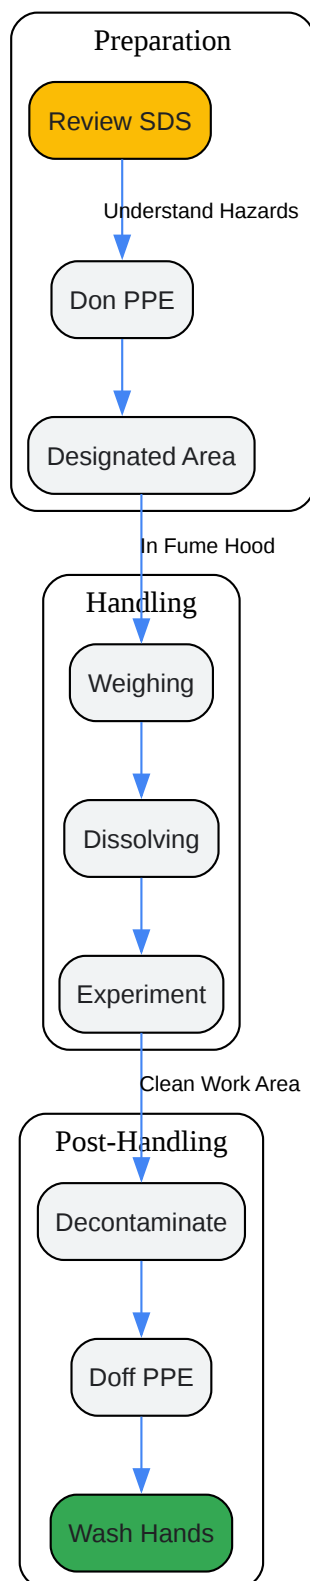 Preparation
Review SDS
Understand Hazards
Don PPE
Designated Area
In Fume Hood
Handling
Weighing
Dissolving
Experiment
Clean Work Area
Post-Handling
Decontaminate
Doff PPE
Wash Hands